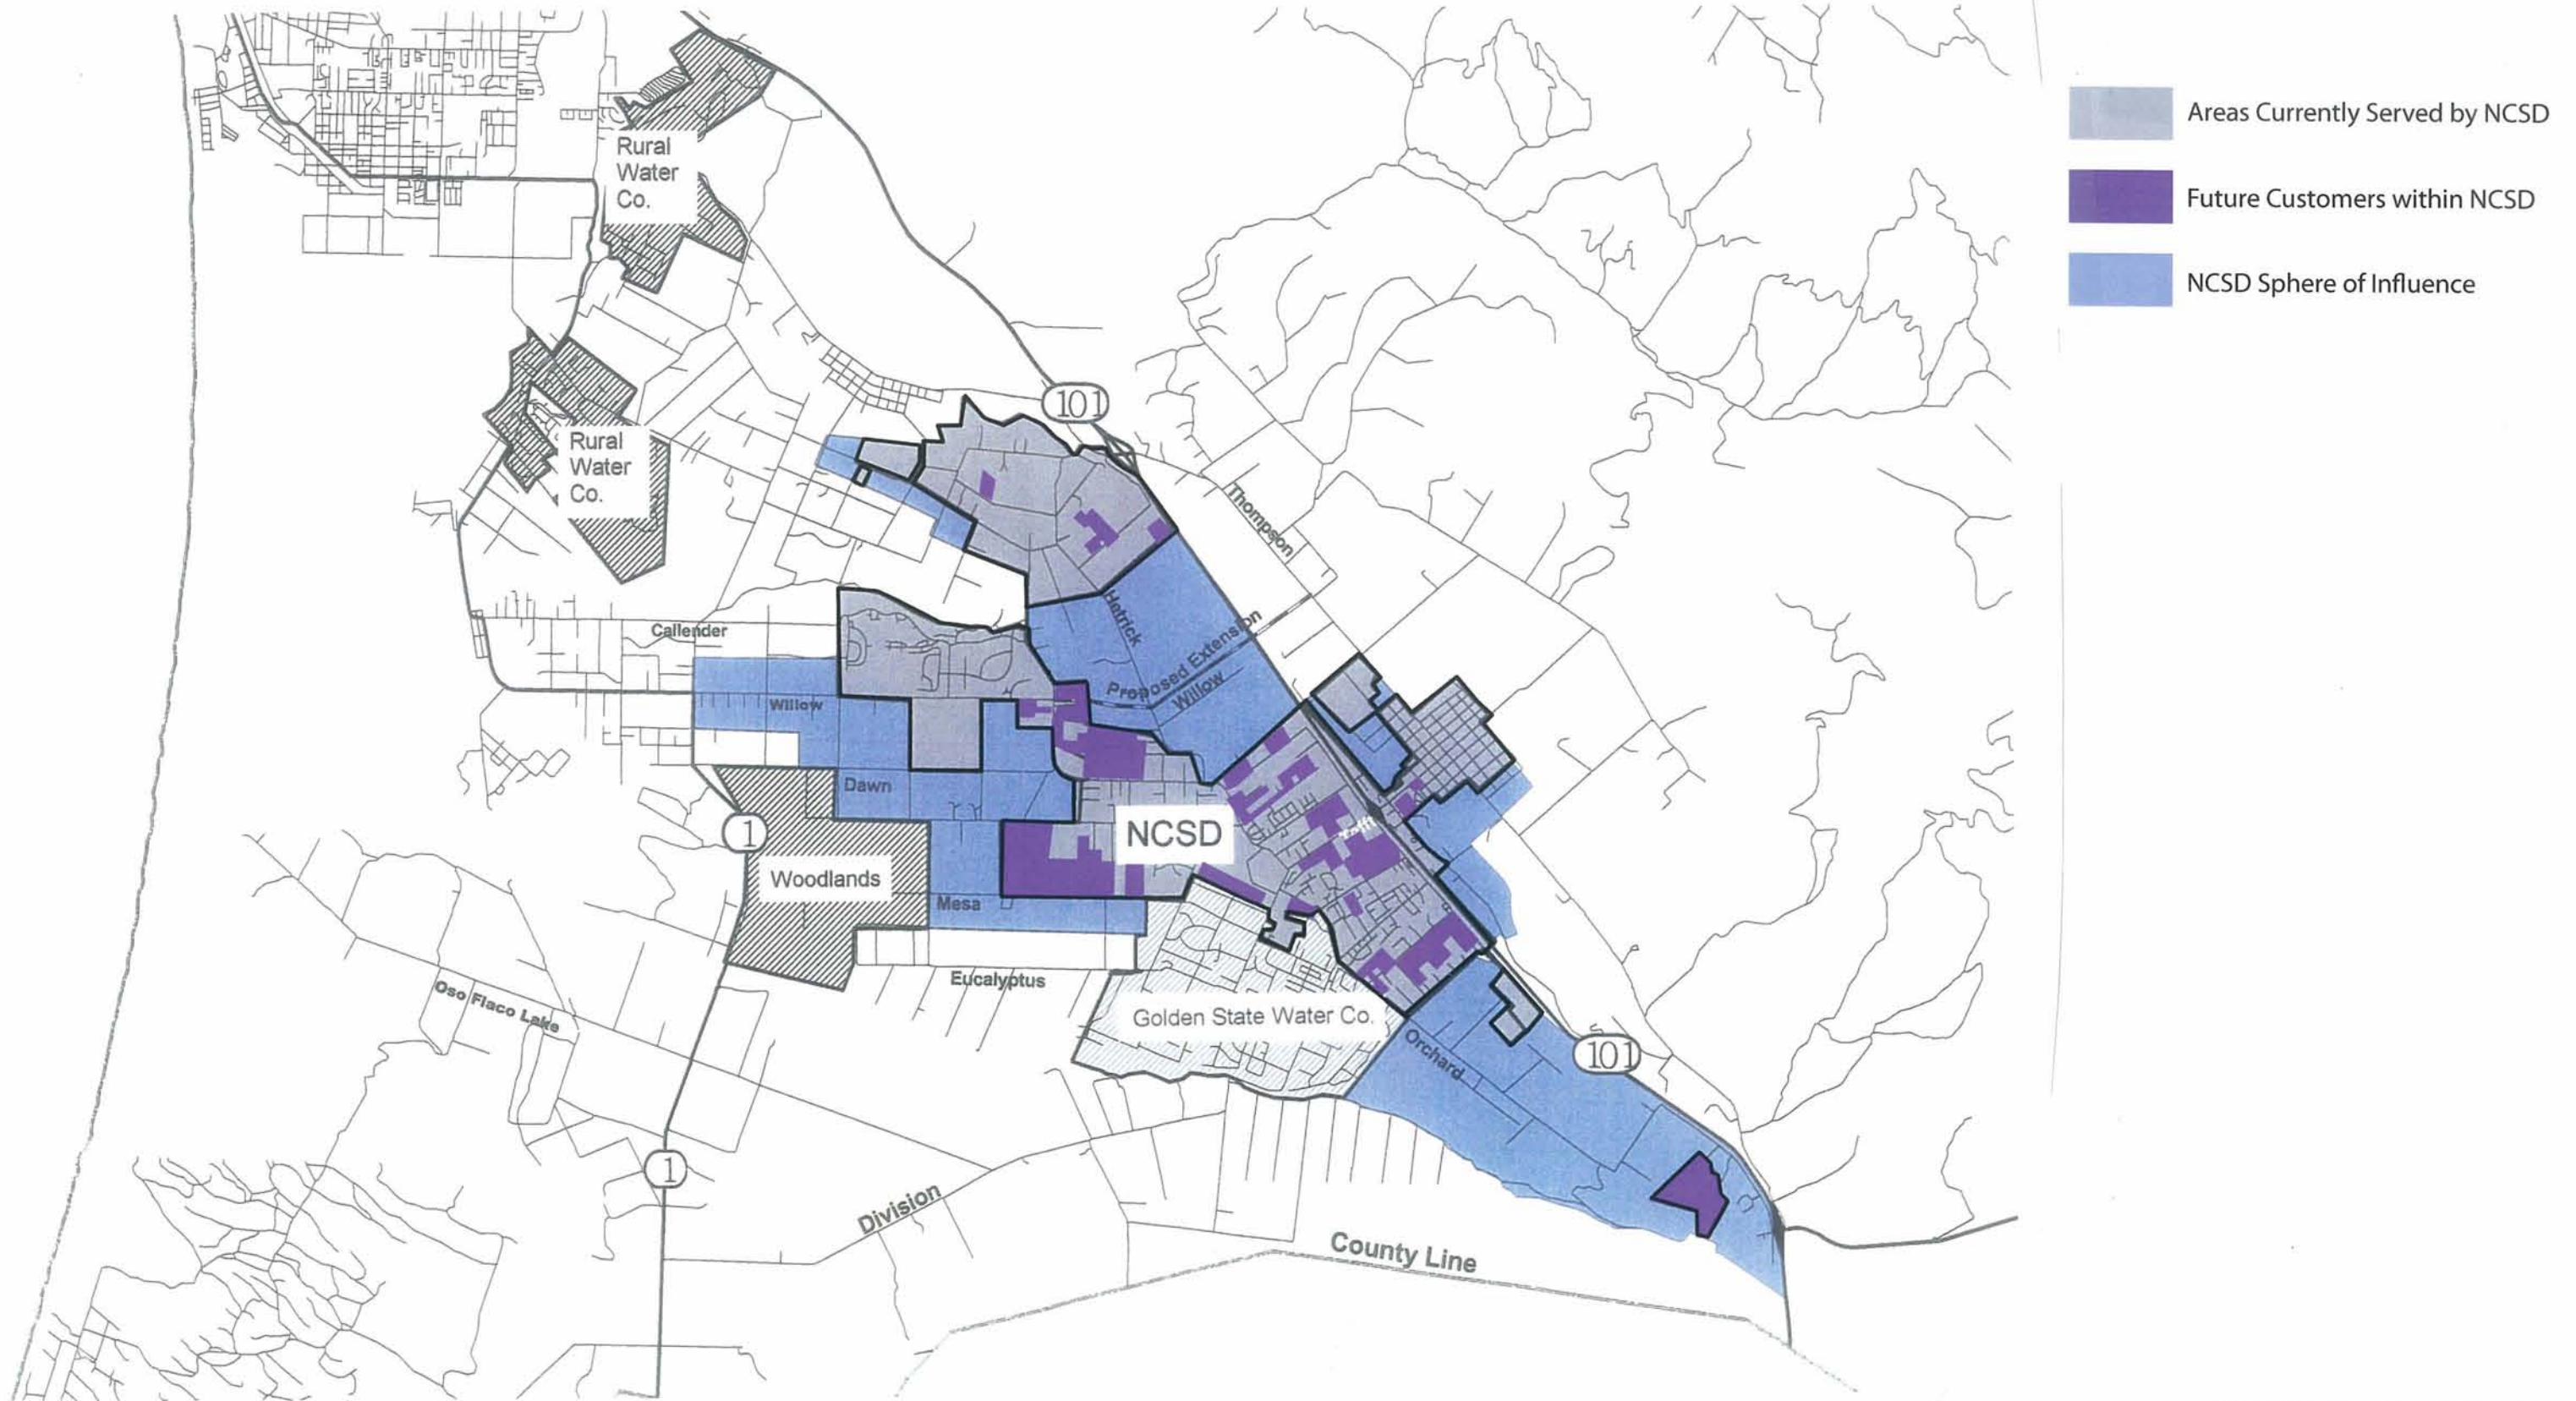 Areas Currently Served by NCSD
Future Customers within NCSD
NCSD Sphere of Influence
Rural
Water
Co.
101
Rural
Water
Co.
Thompson
Hetrick
Callender
Proposed Extension
Willow
Willow
Dawn
1
NCSD
Tefft
Woodlands
Mesa
Eucalyptus
Oso Flaco Lake
Golden State Water Co.
Orchard
101
1
Division
County Line